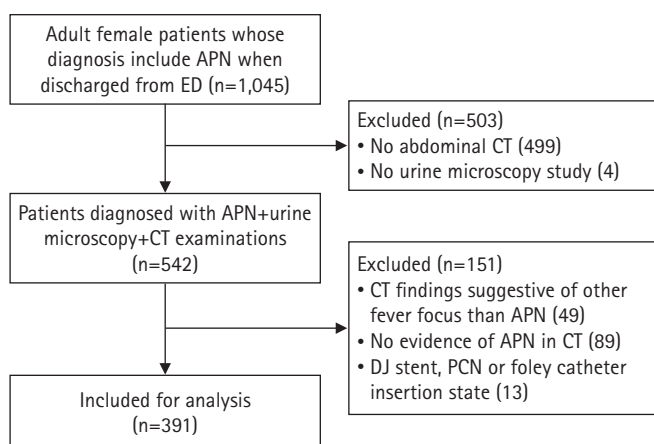 Adult female patients whose
diagnosis include APN when
discharged from ED (n=1,045)
Excluded (n=503)
• No abdominal CT (499)
• No urine microscopy study (4)
Patients diagnosed with APN+urine
microscopy+CT examinations
(n=542)
Excluded (n=151)
• CT findings suggestive of other
fever focus than APN (49)
• No evidence of APN in CT (89)
• DJ stent, PCN or foley catheter
insertion state (13)
Included for analysis
(n=391)